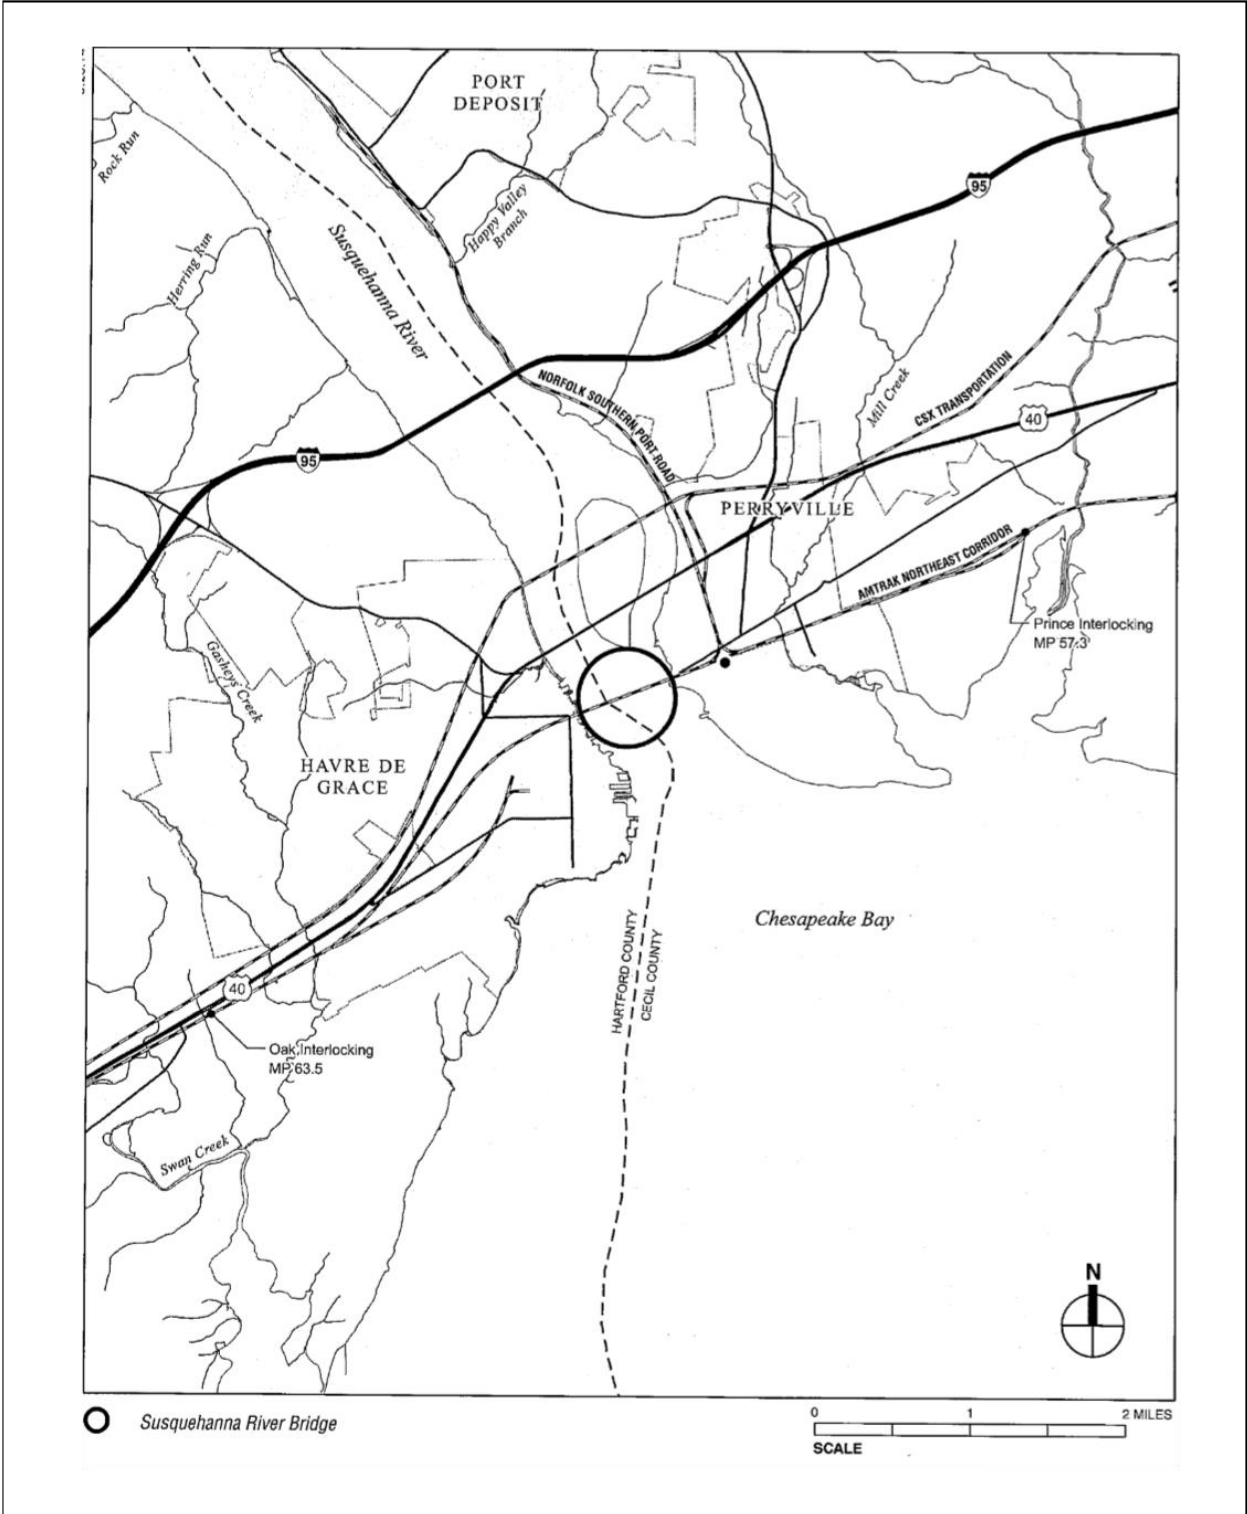 PORT
DEPOSIT
Rock Run
Happy Valley
Branch
95
Herring Run
Susquehanna River
NORFOLK SOUTHERN PORT ROAD
Mill Creek
CSX TRANSPORTATION
40
95
PERRYVILLE
AMTRAK NORTHEAST CORRIDOR
Prince Interlocking
MP 57.3
Gasheys Creek
HAVRE DE
GRACE
Chesapeake Bay
HARTFORD COUNTY
CECIL COUNTY
40
Oak Interlocking
MP 63.5
Swan Creek
N
Susquehanna River Bridge
0 1 2 MILES
SCALE